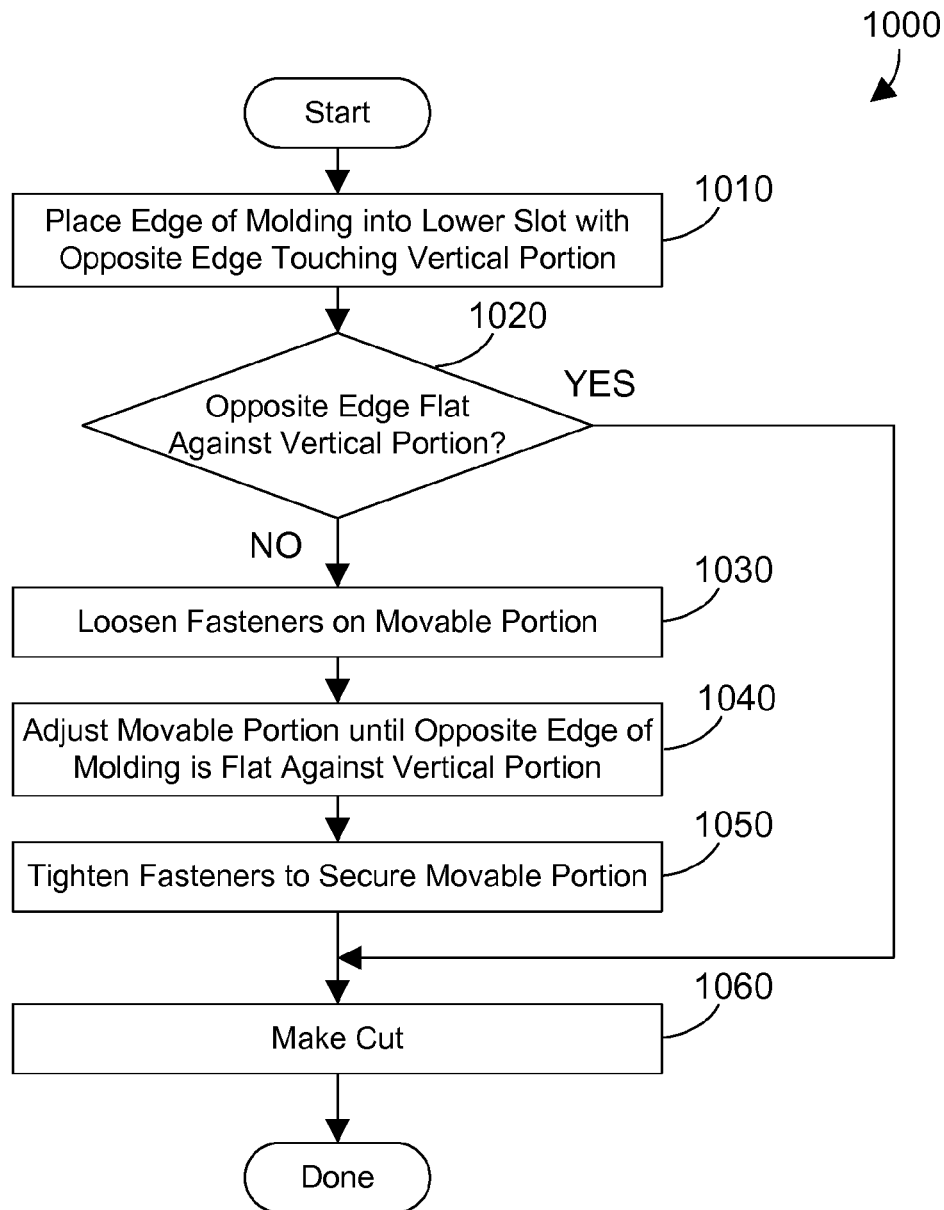 1000
Start
1010
Place Edge of Molding into Lower Slot with
Opposite Edge Touching Vertical Portion
1020
YES
Opposite Edge Flat
Against Vertical Portion?
NO
1030
Loosen Fasteners on Movable Portion
1040
Adjust Movable Portion until Opposite Edge of
Molding is Flat Against Vertical Portion
1050
Tighten Fasteners to Secure Movable Portion
1060
Make Cut
Done